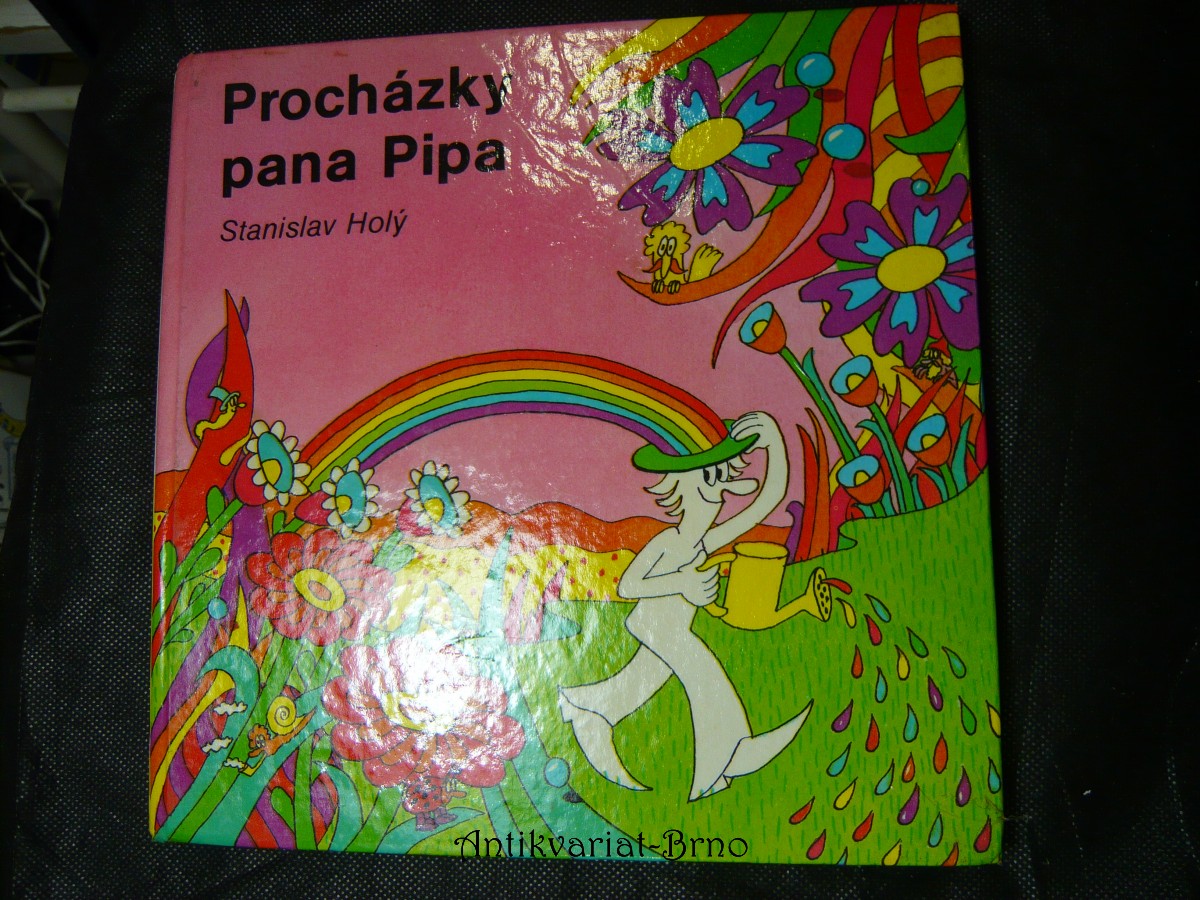 Procházky
pana Pipa
Stanislav Holý
Antikvariat-Brno